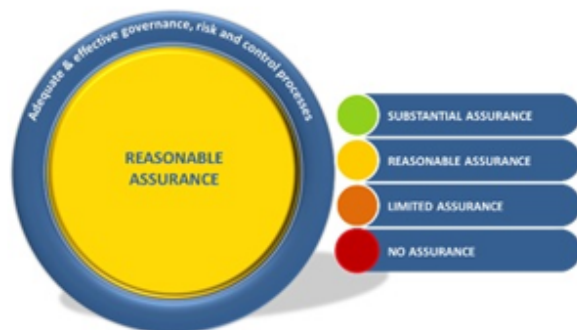 Adequate & effective governance, risk and control processes
REASONABLE
ASSURANCE
SUBSTANTIAL ASSURANCE
REASONABLE ASSURANCE
LIMITED ASSURANCE
NO ASSURANCE